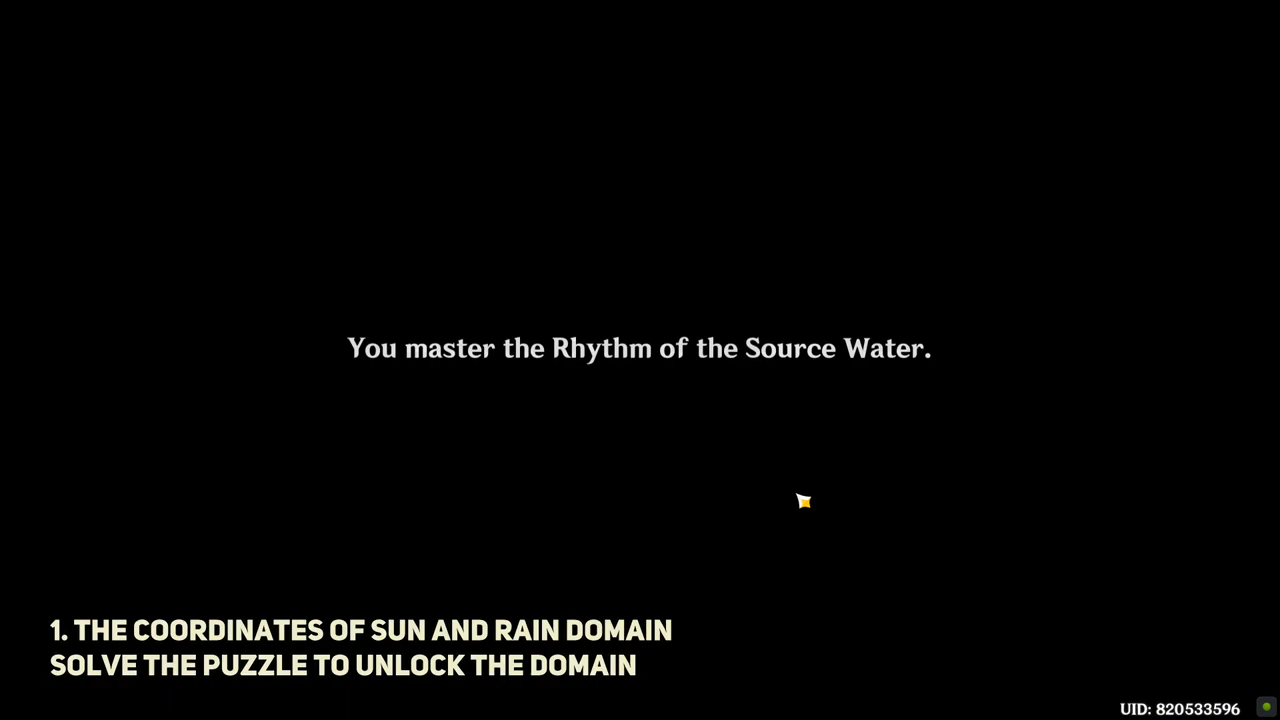 You master the Rhythm of the Source Water.
1. THE COORDINATES OF SUN AND RAIN DOMAIN
SOLVE THE PUZZLE TO UNLOCK THE DOMAIN
UID: 820533596